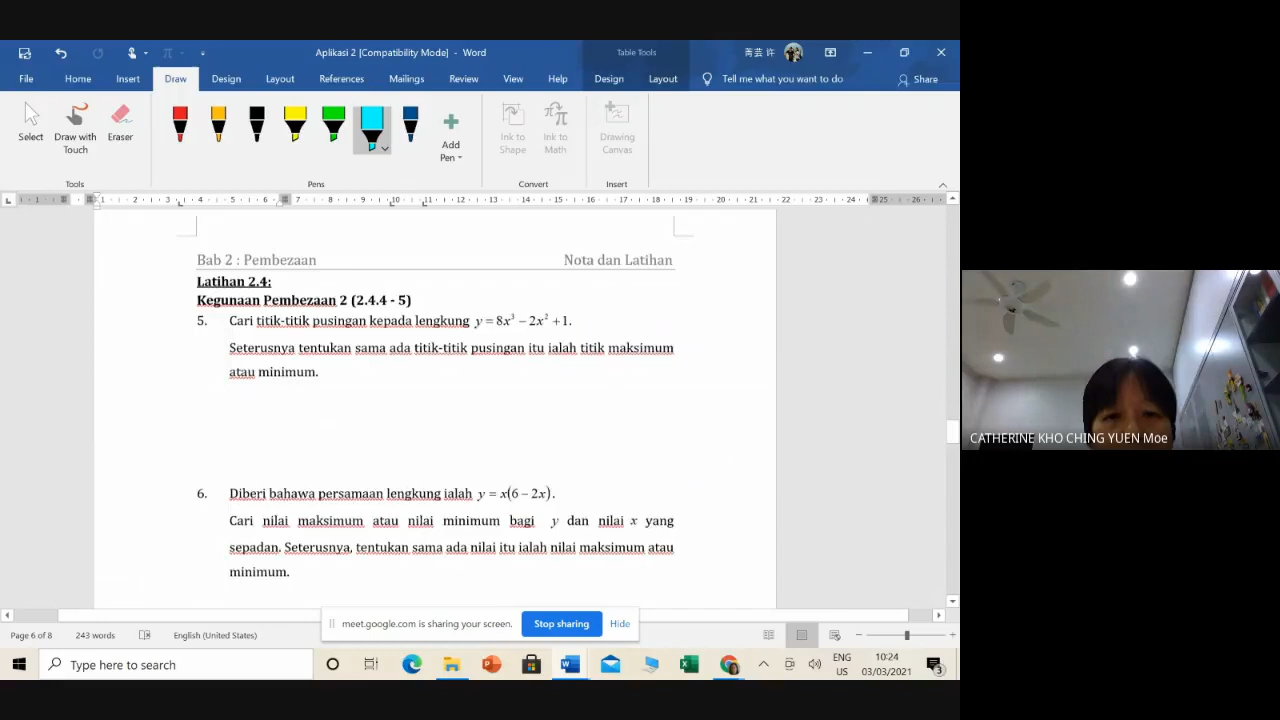 Aplikasi 2 [Compatibility Mode] - Word
Table Tools
菁芸 许
File Home Insert Draw Design Layout References Mailings Review View Help Design Layout Tell me what you want to do Share
Select
Draw with Touch
Eraser
Add Pen
Ink to Shape
Ink to Math
Drawing Canvas
Tools Pens Convert Insert
Bab 2 : Pembezaan Nota dan Latihan
Latihan 2.4:
Kegunaan Pembezaan 2 (2.4.4 - 5)
5. Cari titik-titik pusingan kepada lengkung y = 8x³ − 2x² + 1.
Seterusnya tentukan sama ada titik-titik pusingan itu ialah titik maksimum
atau minimum.
6. Diberi bahawa persamaan lengkung ialah y = x(6 − 2x).
Cari nilai maksimum atau nilai minimum bagi y dan nilai x yang
sepadan. Seterusnya, tentukan sama ada nilai itu ialah nilai maksimum atau
minimum.
CATHERINE KHO CHING YUEN Moe
meet.google.com is sharing your screen. Stop sharing Hide
Page 6 of 8 243 words English (United States)
Type here to search
ENG
US
10:24
03/03/2021
3